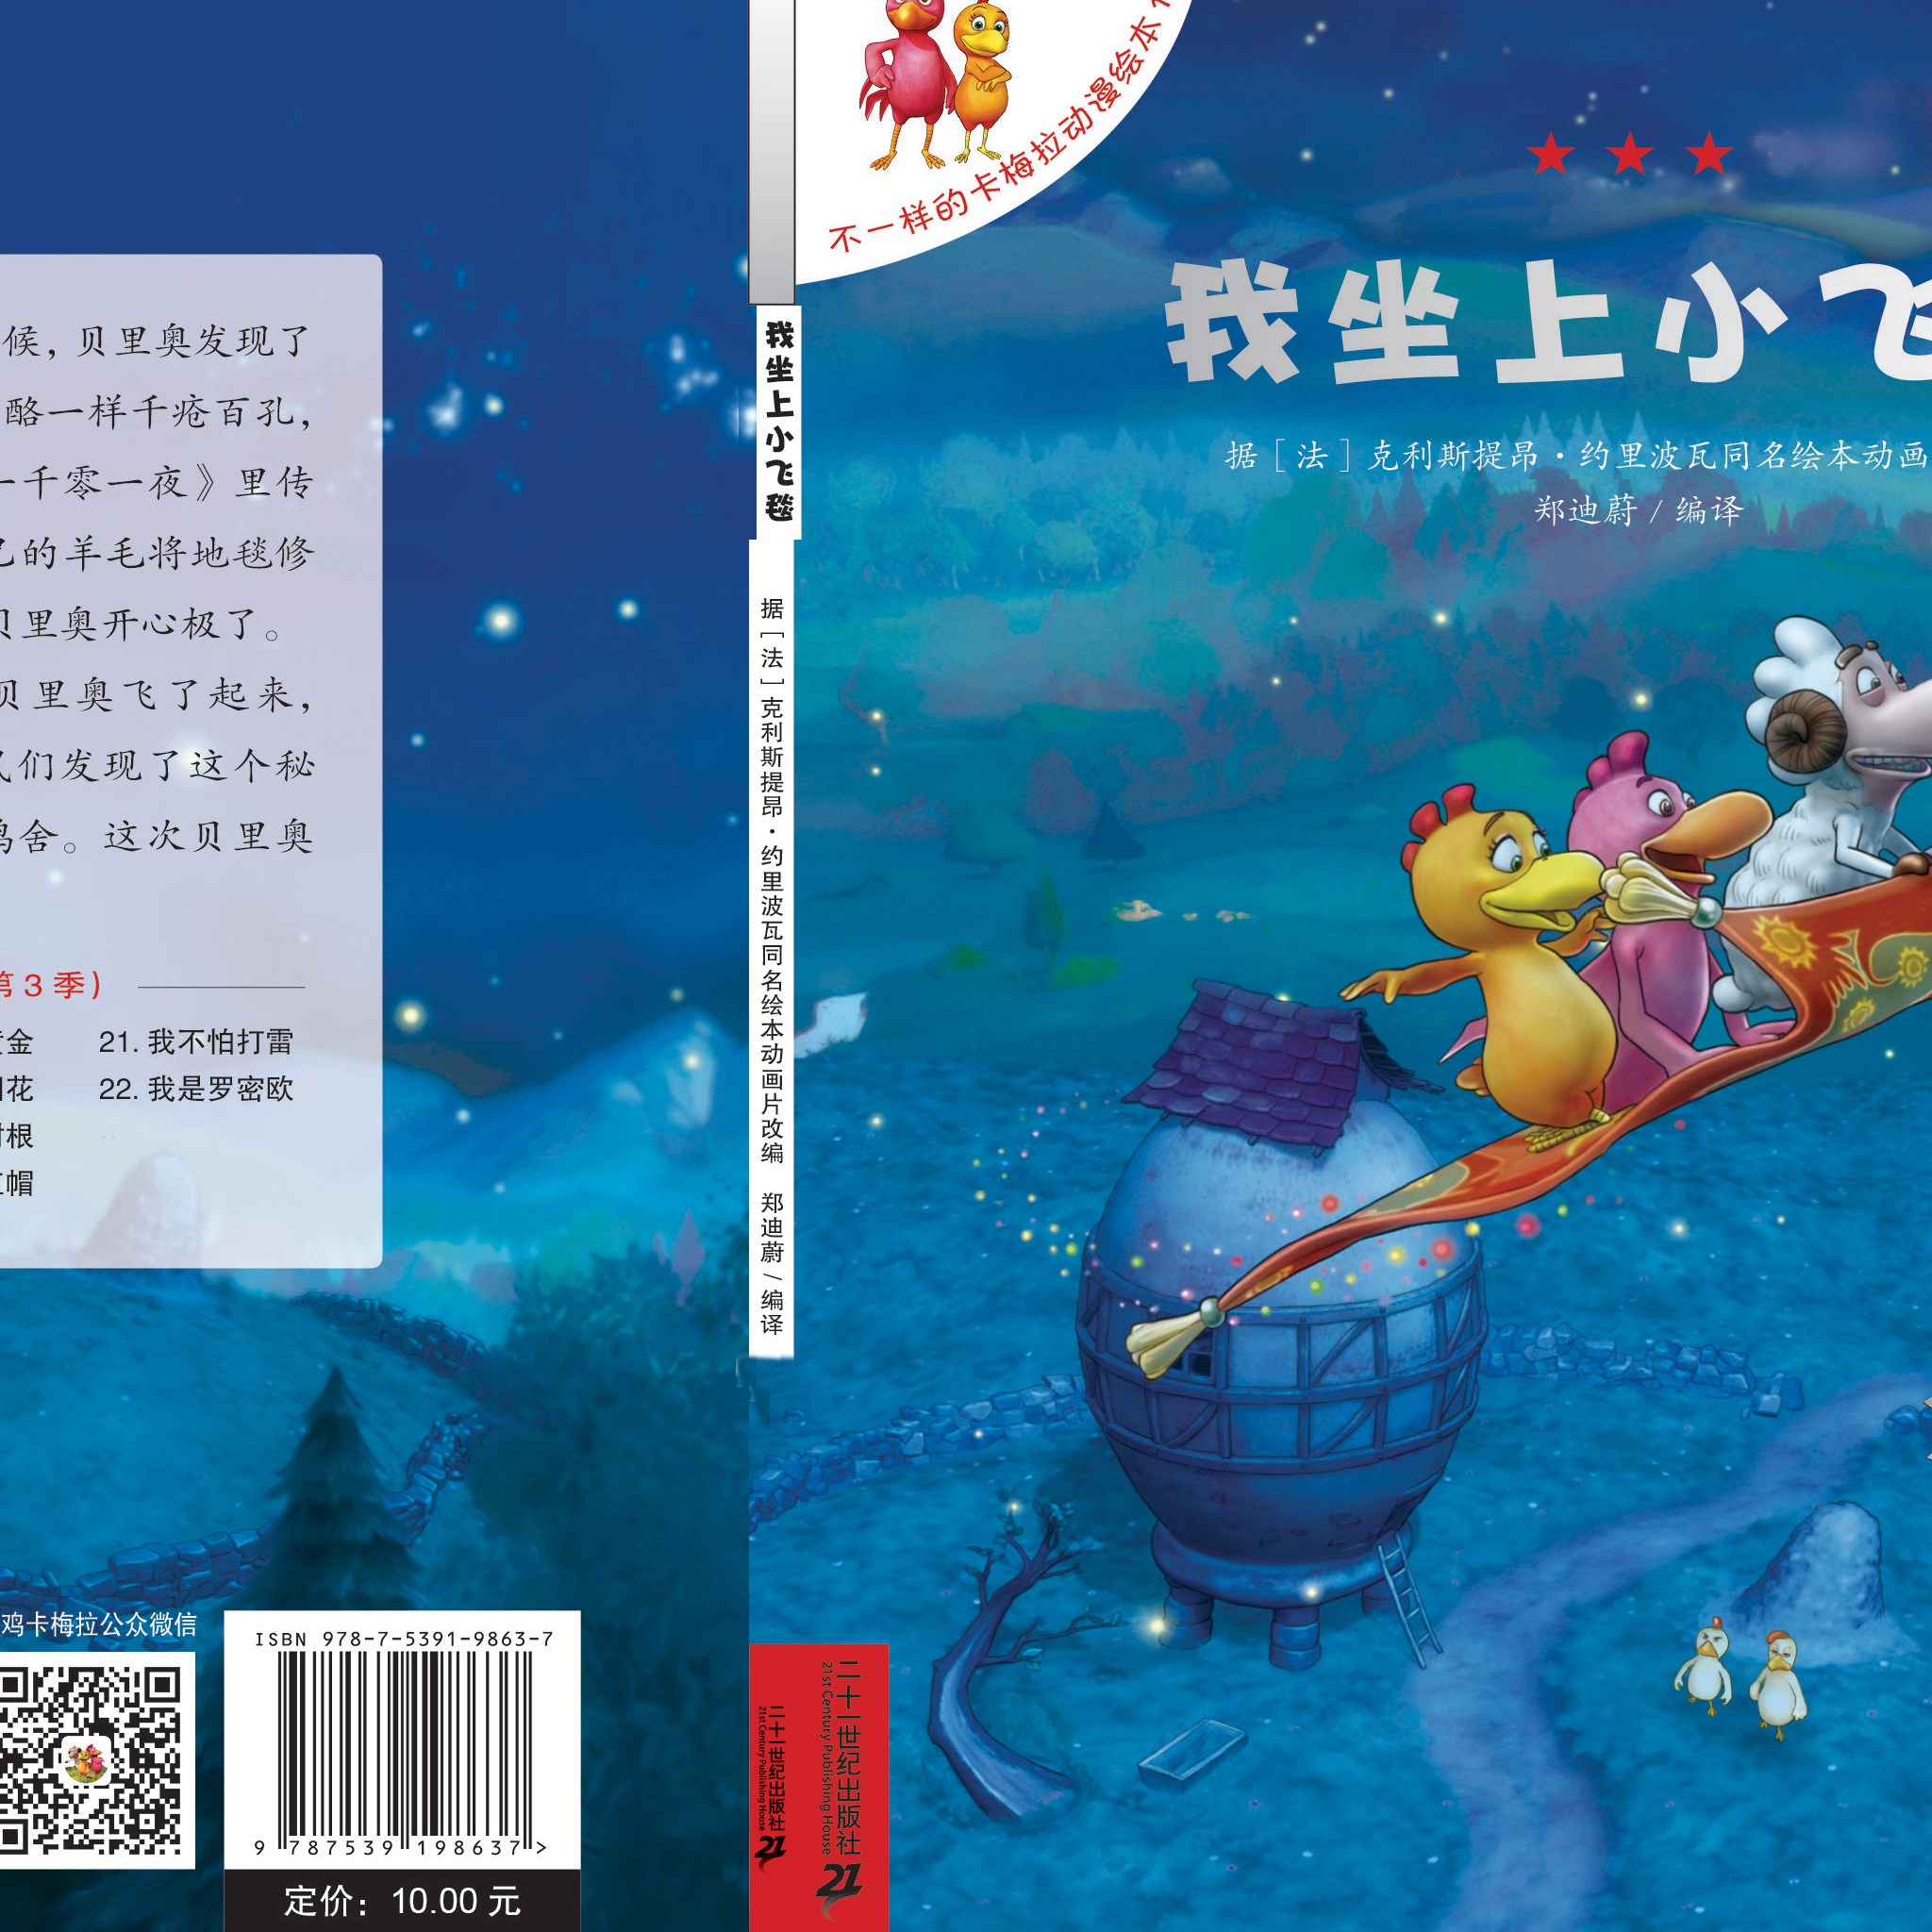 候，贝里奥发现了
酪一样千疮百孔，
一千零一夜》里传
己的羊毛将地毯修
贝里奥开心极了。
贝里奥飞了起来，
民们发现了这个秘
鸡舍。这次贝里奥
第 3 季）
金
21. 我不怕打雷
花
22. 我是罗密欧
根
帽
鸡卡梅拉公众微信
ISBN 978-7-5391-9863-7
9 787539 198637 >
定价：10.00 元
我坐上小飞毯
据［法］克利斯提昂·约里波瓦同名绘本动画片改编 郑迪蔚／编译
二十一世纪出版社
21st Century Publishing House
21
二十一世纪出版社
21st Century Publishing House
21
不一样的卡梅拉动漫绘本
我坐上小飞
据［法］克利斯提昂·约里波瓦同名绘本动画
郑迪蔚 / 编译